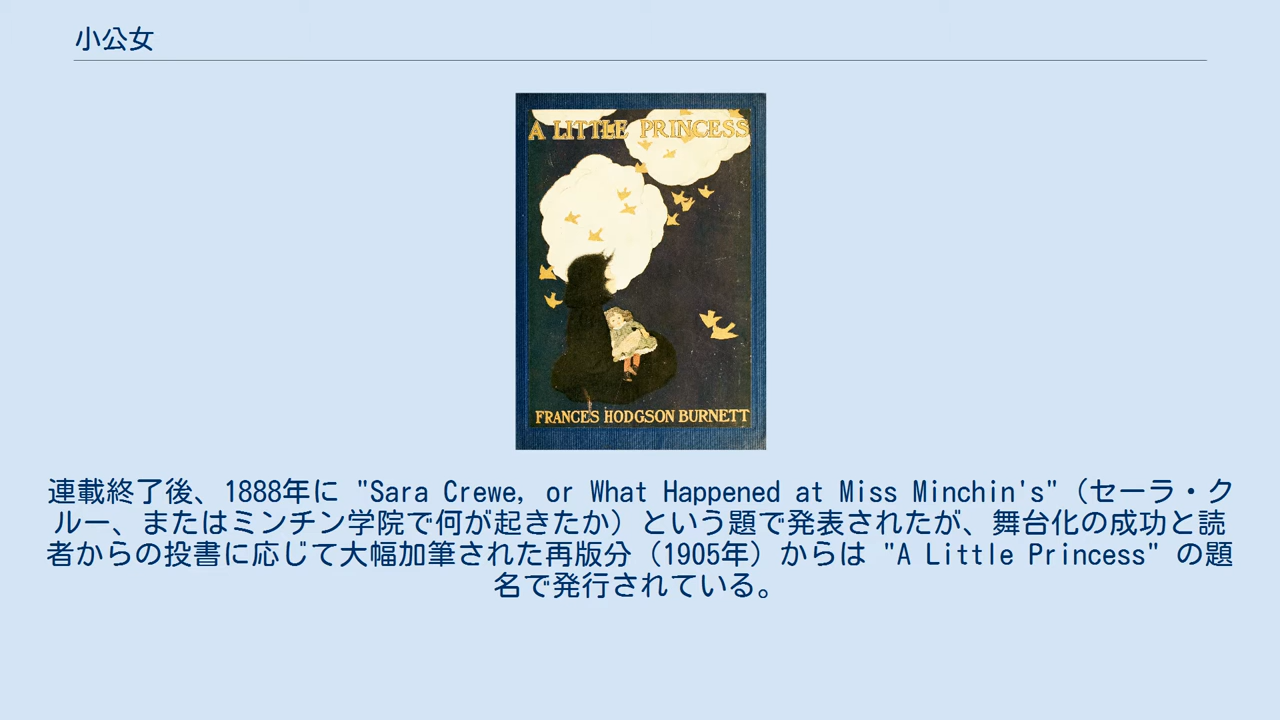 小公女
A LITTLE PRINCESS
FRANCES HODGSON BURNETT
連載終了後、1888年に "Sara Crewe, or What Happened at Miss Minchin's"（セーラ・ク
ルー、またはミンチン学院で何が起きたか）という題で発表されたが、舞台化の成功と読
者からの投書に応じて大幅加筆された再版分（1905年）からは "A Little Princess" の題
名で発行されている。